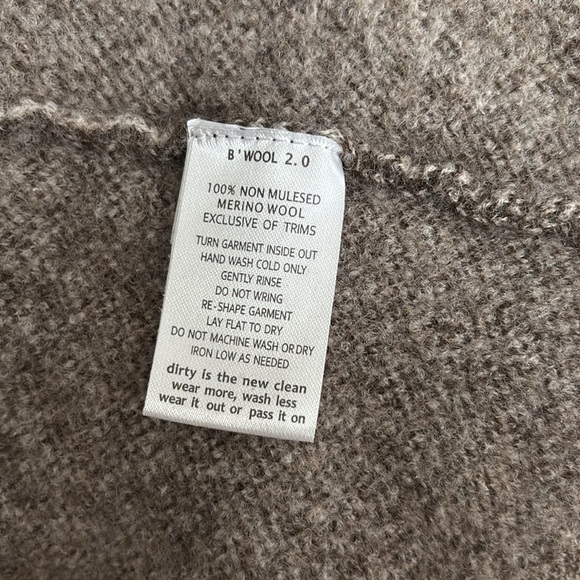 B'WOOL 2.0
100% NON MULESED
MERINO WOOL
EXCLUSIVE OF TRIMS
TURN GARMENT INSIDE OUT
HAND WASH COLD ONLY
GENTLY RINSE
DO NOT WRING
RE-SHAPE GARMENT
LAY FLAT TO DRY
DO NOT MACHINE WASH OR DRY
IRON LOW AS NEEDED
dirty is the new clean
wear more, wash less
wear it out or pass it on